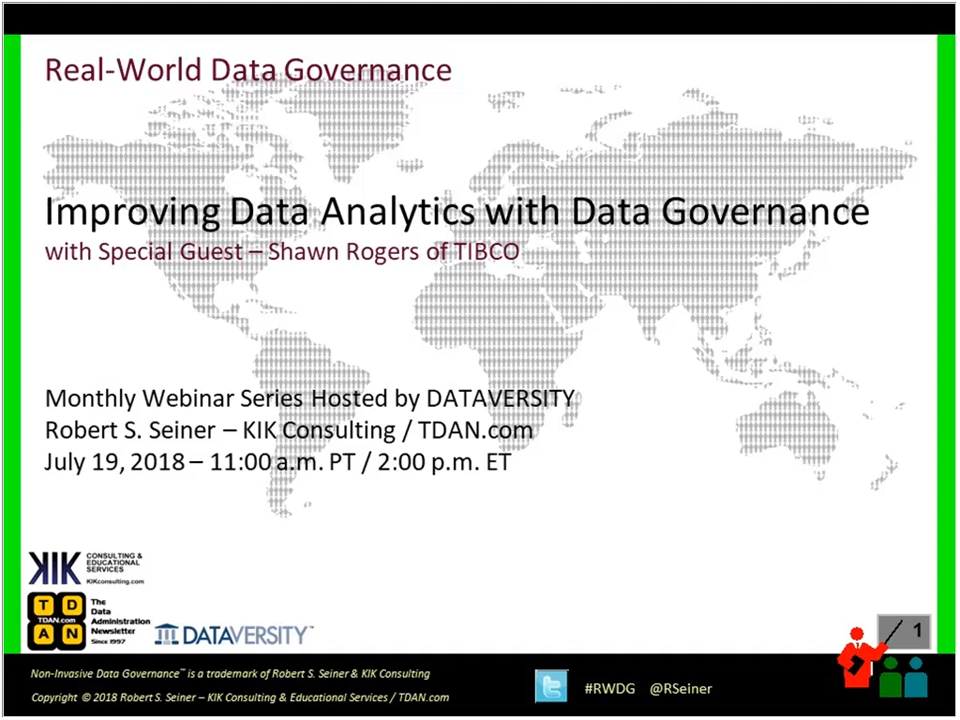 Real-World Data Governance
Improving Data Analytics with Data Governance
with Special Guest – Shawn Rogers of TIBCO
Monthly Webinar Series Hosted by DATAVERSITY
Robert S. Seiner – KIK Consulting / TDAN.com
July 19, 2018 – 11:00 a.m. PT / 2:00 p.m. ET
KIK
CONSULTING &
EDUCATIONAL
SERVICES
KIKconsulting.com
T D
TDAN.com
A N
The
Data
Administration
Newsletter
Since 1997
DATAVERSITY™
1
Non-Invasive Data Governance™ is a trademark of Robert S. Seiner & KIK Consulting
Copyright © 2018 Robert S. Seiner – KIK Consulting & Educational Services / TDAN.com
#RWDG @RSeiner